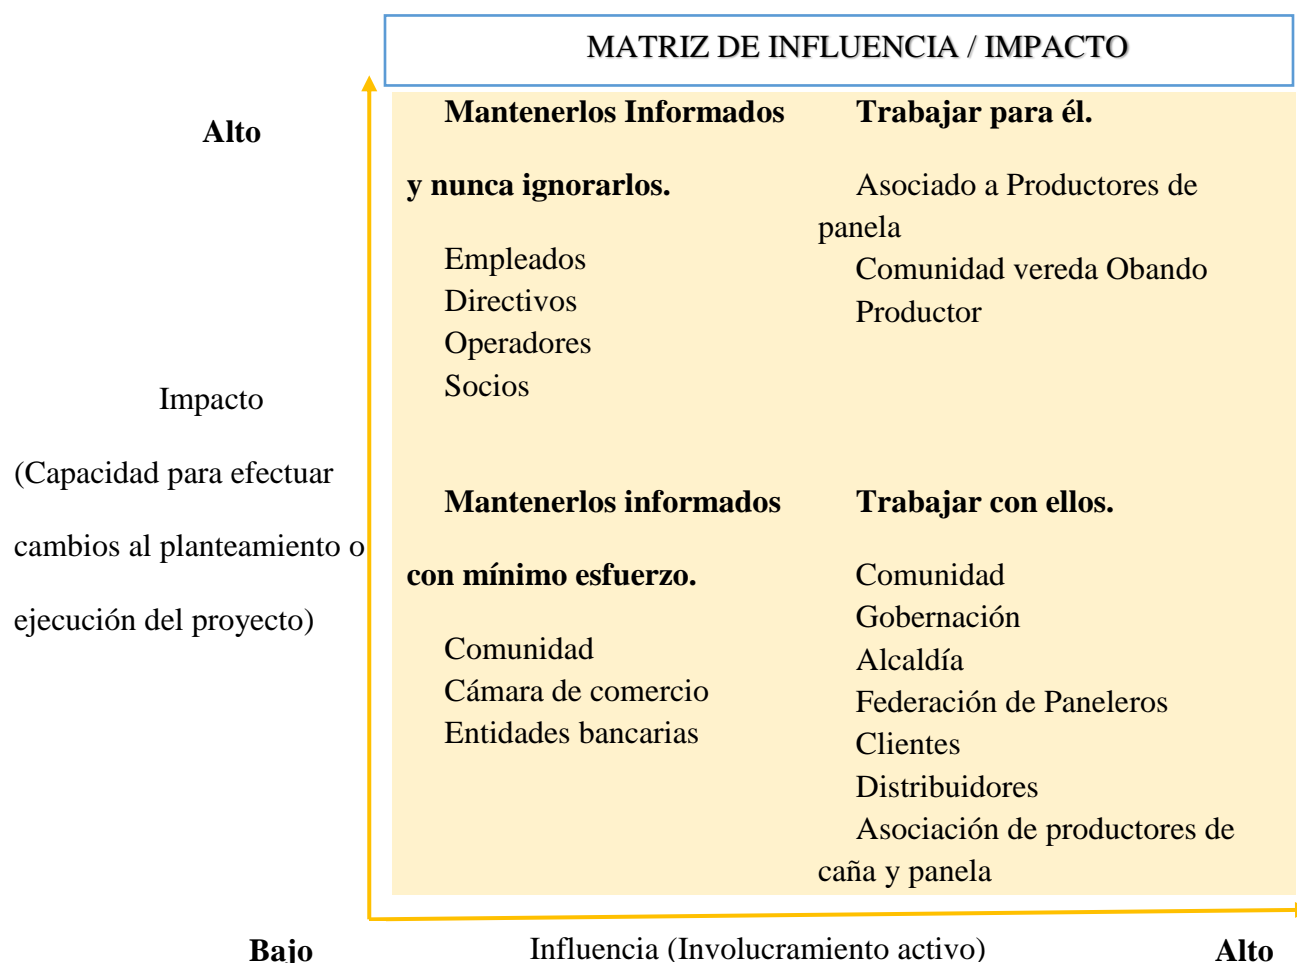 MATRIZ DE INFLUENCIA / IMPACTO
Alto
Mantenerlos Informados
y nunca ignorarlos.
Empleados
Directivos
Operadores
Socios
Trabajar para él.
Asociado a Productores de
panela
Comunidad vereda Obando
Productor
Impacto
(Capacidad para efectuar
cambios al planteamiento o
ejecución del proyecto)
Mantenerlos informados
con mínimo esfuerzo.
Comunidad
Cámara de comercio
Entidades bancarias
Trabajar con ellos.
Comunidad
Gobernación
Alcaldía
Federación de Paneleros
Clientes
Distribuidores
Asociación de productores de
caña y panela
Bajo
Influencia (Involucramiento activo)
Alto